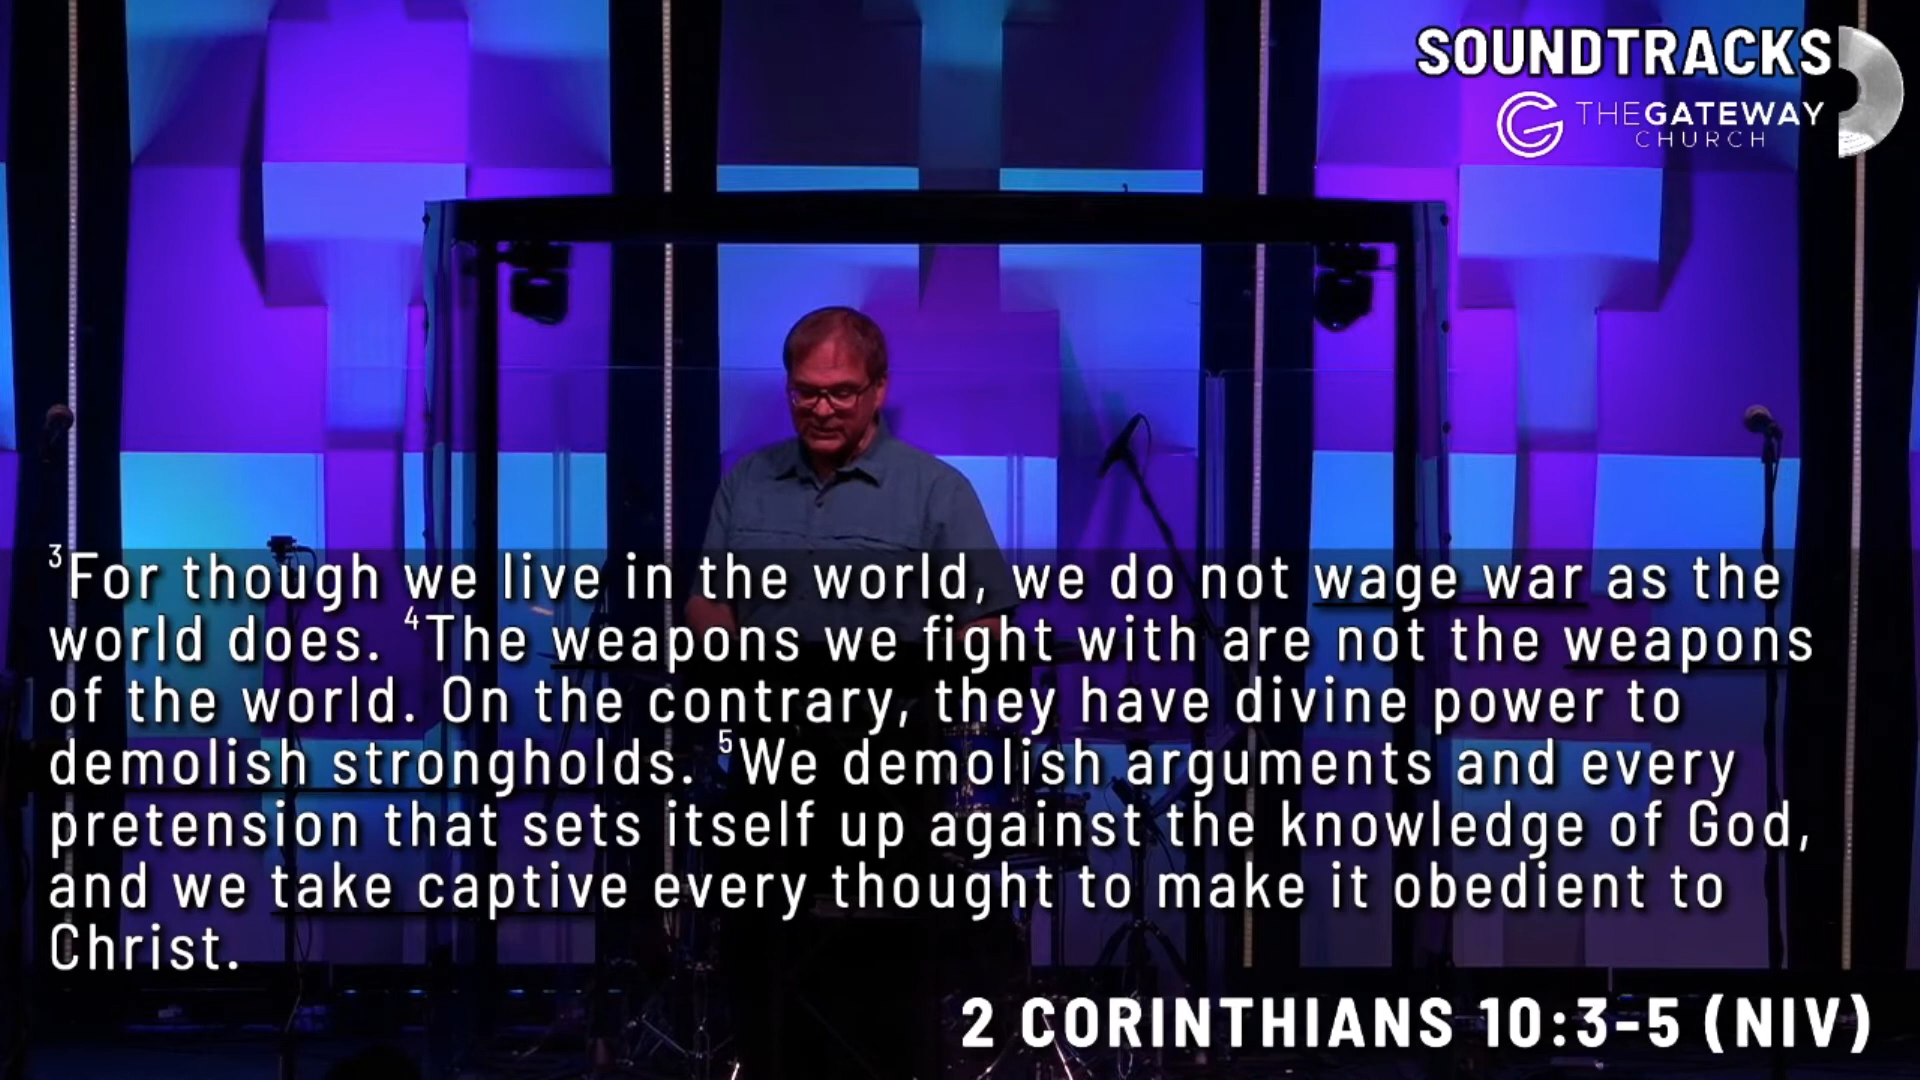 SOUNDTRACKS
G THEGATEWAY
CHURCH
³For though we live in the world, we do not wage war as the
world does. ⁴The weapons we fight with are not the weapons
of the world. On the contrary, they have divine power to
demolish strongholds. ⁵We demolish arguments and every
pretension that sets itself up against the knowledge of God,
and we take captive every thought to make it obedient to
Christ.
2 CORINTHIANS 10:3-5 (NIV)